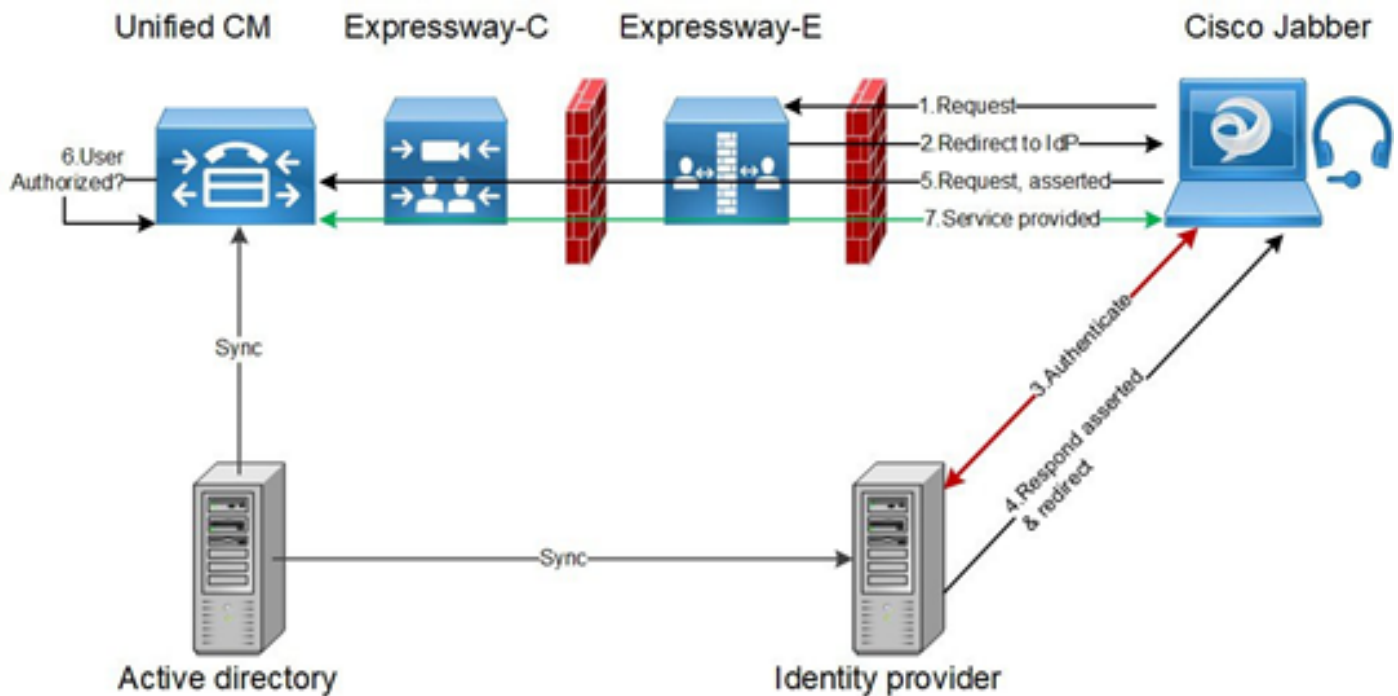 Unified CM
Expressway-C
Expressway-E
Cisco Jabber
1.Request
2.Redirect to IdP
6.User
Authorized?
5.Request, asserted
7.Service provided
3.Authenticate
4.Respond asserted
& redirect
Sync
Sync
Active directory
Identity provider